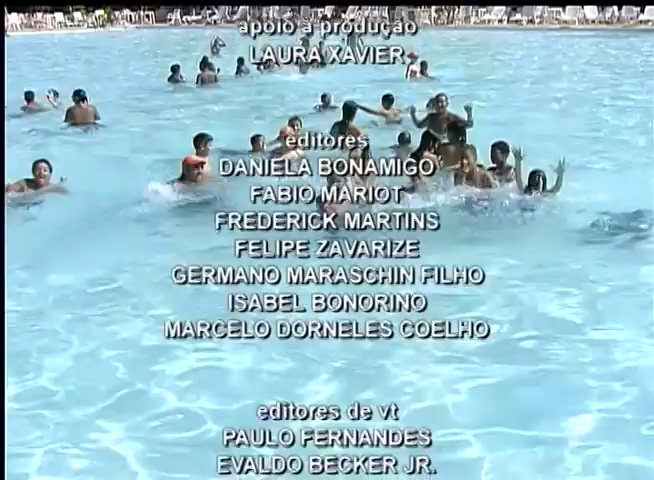 apoio à produção
LAURA XAVIER
editores
DANIELA BONAMIGO
FABIO MARIOT
FREDERICK MARTINS
FELIPE ZAVARIZE
GERMANO MARASCHIN FILHO
ISABEL BONORINO
MARCELO DORNELES COELHO
editores de vt
PAULO FERNANDES
EVALDO BECKER JR.